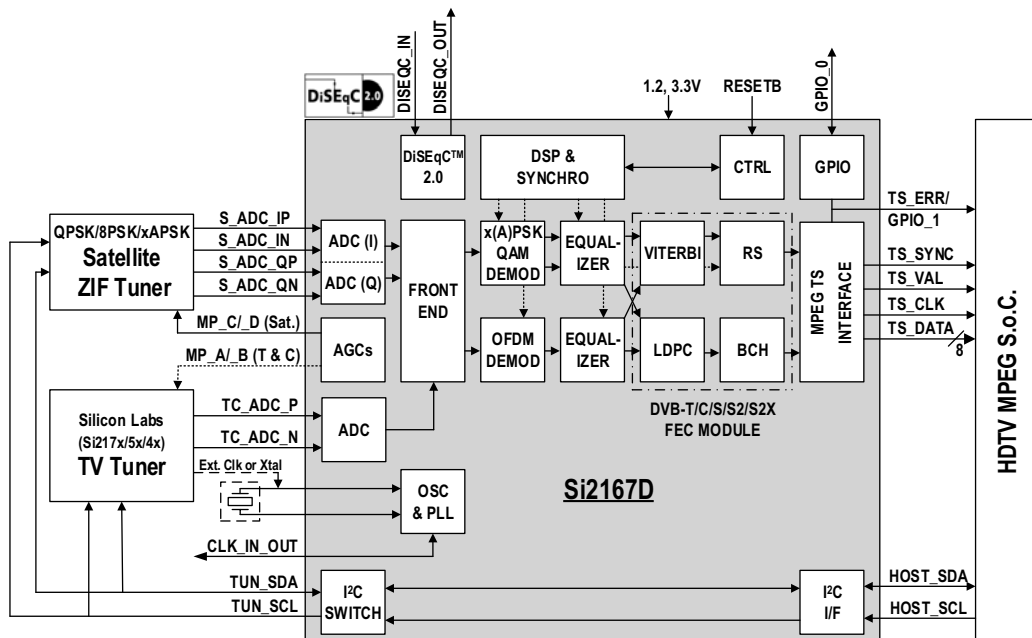 DISEQC_IN
DISEQC_OUT
DiSEqC 2.0
1.2, 3.3V
RESETB
GPIO_0
DiSEqC™
2.0
DSP &
SYNCHRO
CTRL
GPIO
TS_ERR/
GPIO_1
QPSK/8PSK/xAPSK
Satellite
ZIF Tuner
S_ADC_IP
S_ADC_IN
S_ADC_QP
S_ADC_QN
ADC (I)
ADC (Q)
FRONT
END
x(A)PSK
QAM
DEMOD
EQUAL-
IZER
VITERBI
RS
MPEG TS
INTERFACE
TS_SYNC
TS_VAL
TS_CLK
TS_DATA
8
MP_C/_D (Sat.)
MP_A/_B (T & C)
AGCs
OFDM
DEMOD
EQUAL-
IZER
LDPC
BCH
DVB-T/C/S/S2/S2X
FEC MODULE
HDTV MPEG S.o.C.
Silicon Labs
(Si217x/5x/4x)
TV Tuner
TC_ADC_P
TC_ADC_N
ADC
Ext. Clk or Xtal
OSC
& PLL
Si2167D
CLK_IN_OUT
TUN_SDA
TUN_SCL
I²C
SWITCH
I²C
I/F
HOST_SDA
HOST_SCL